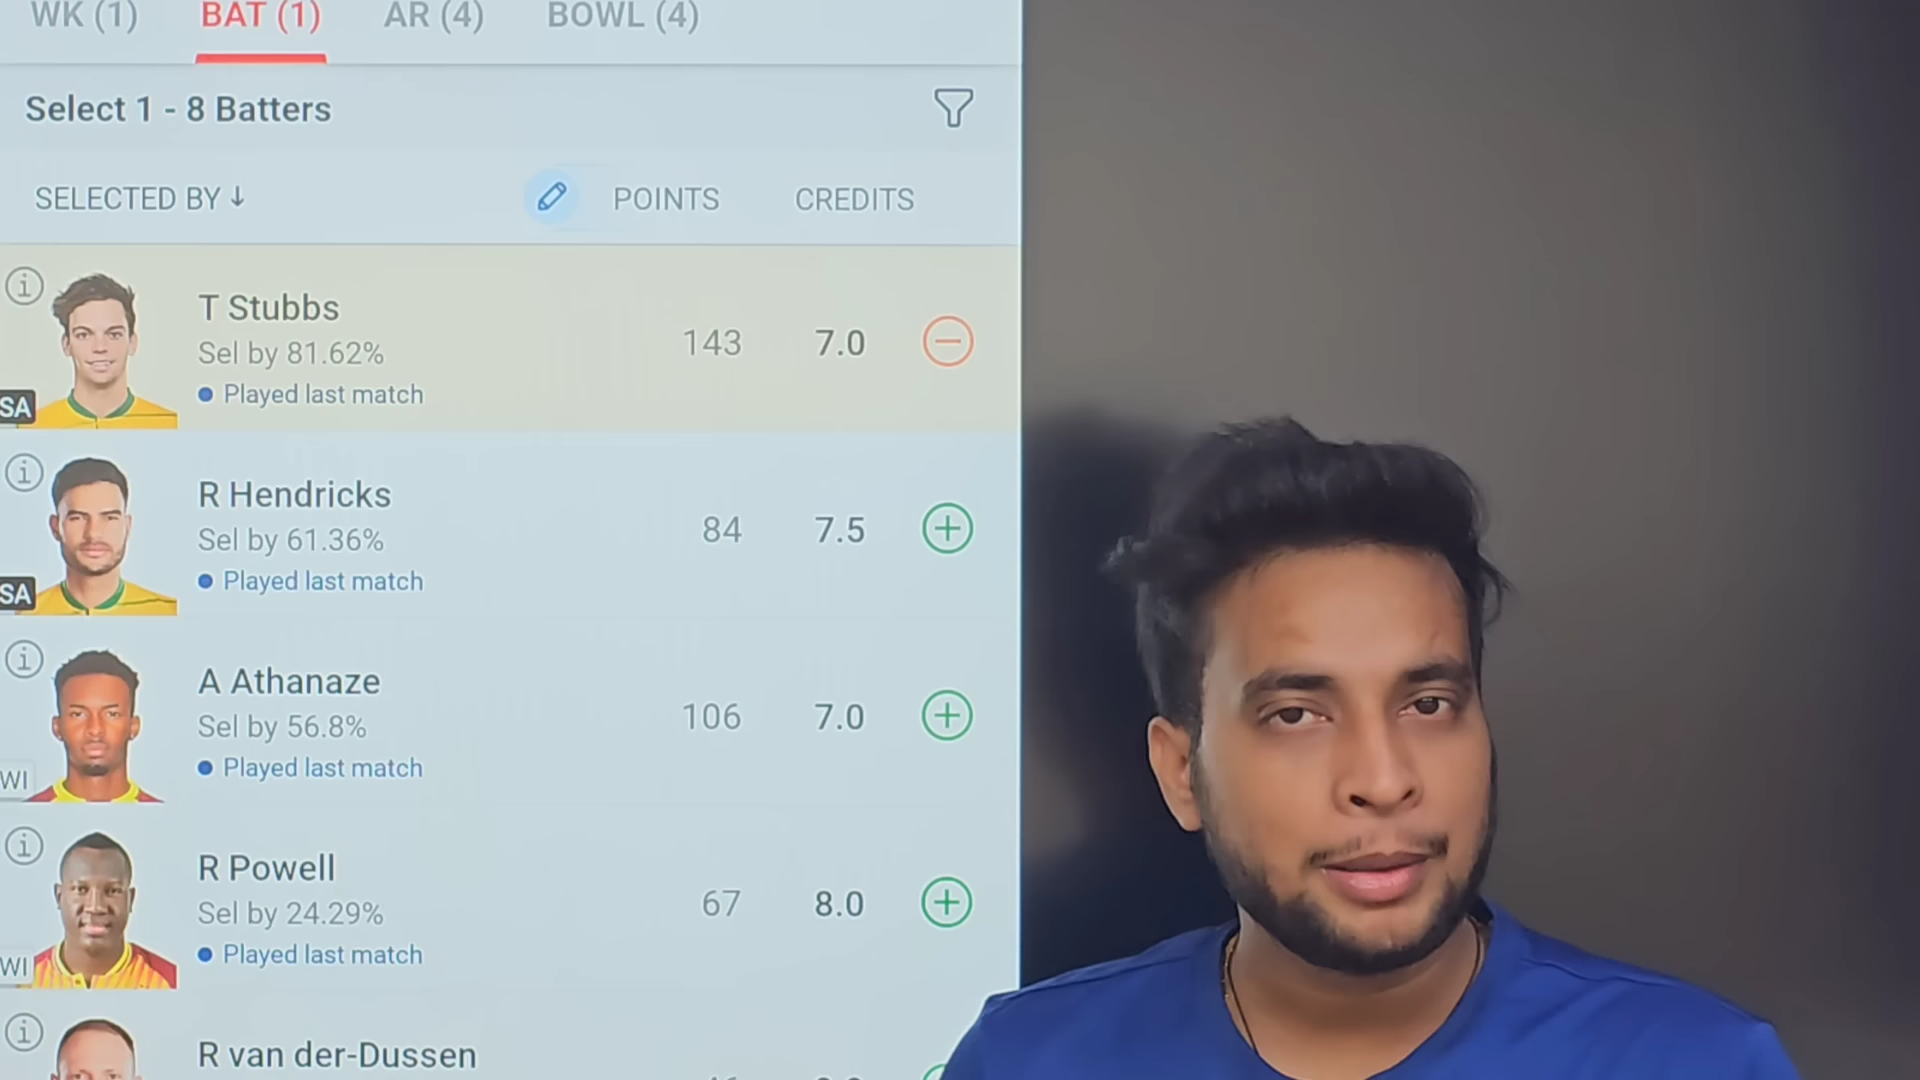 WK (1) BAT (1) AR (4) BOWL (4)
Select 1 - 8 Batters
SELECTED BY ↓ POINTS CREDITS
T Stubbs
Sel by 81.62% 143 7.0
Played last match
SA
R Hendricks
Sel by 61.36% 84 7.5
Played last match
SA
A Athanaze
Sel by 56.8% 106 7.0
Played last match
WI
R Powell
Sel by 24.29% 67 8.0
Played last match
WI
R van der-Dussen